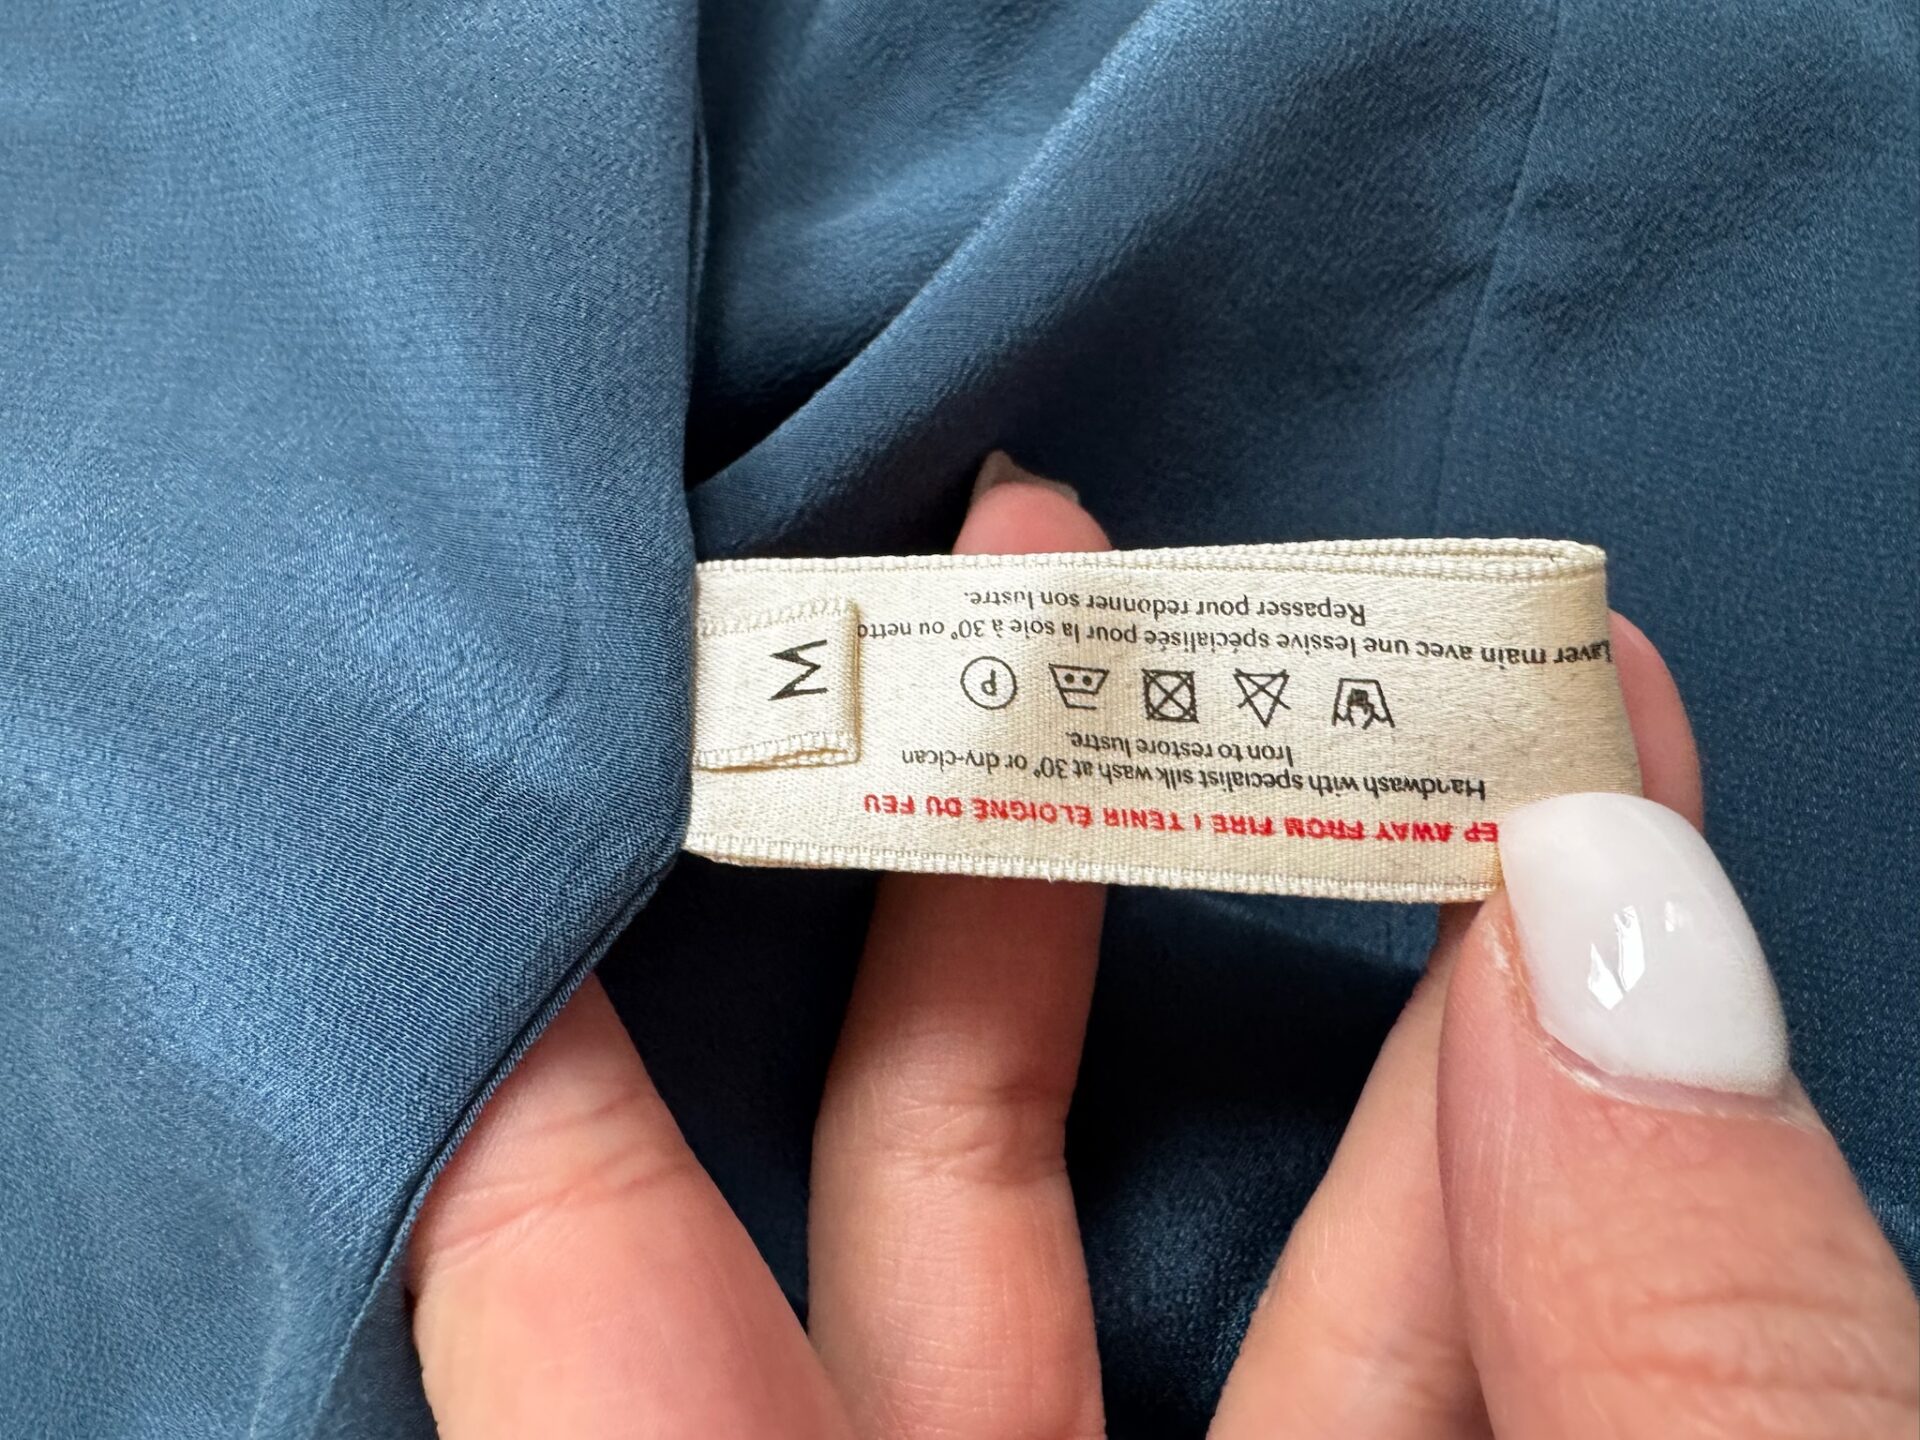 EP AWAY FROM FIRE | TENIR ÉLOIGNÉ DU FEU
Handwash with specialist silk wash at 30° or dry-clean
Iron to restore lustre.
P
Laver main avec une lessive spécialisée pour la soie à 30° ou netto
Repasser pour redonner son lustre.
M